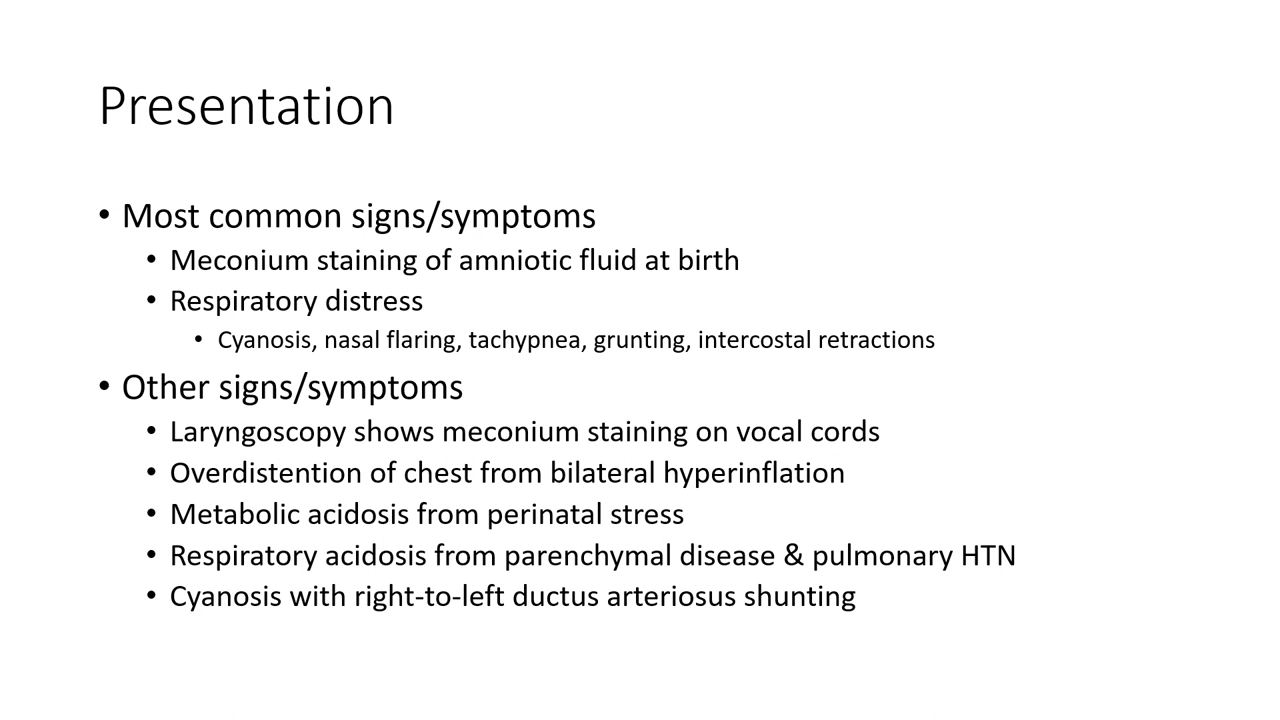 Presentation
• Most common signs/symptoms
• Meconium staining of amniotic fluid at birth
• Respiratory distress
• Cyanosis, nasal flaring, tachypnea, grunting, intercostal retractions
• Other signs/symptoms
• Laryngoscopy shows meconium staining on vocal cords
• Overdistention of chest from bilateral hyperinflation
• Metabolic acidosis from perinatal stress
• Respiratory acidosis from parenchymal disease & pulmonary HTN
• Cyanosis with right-to-left ductus arteriosus shunting